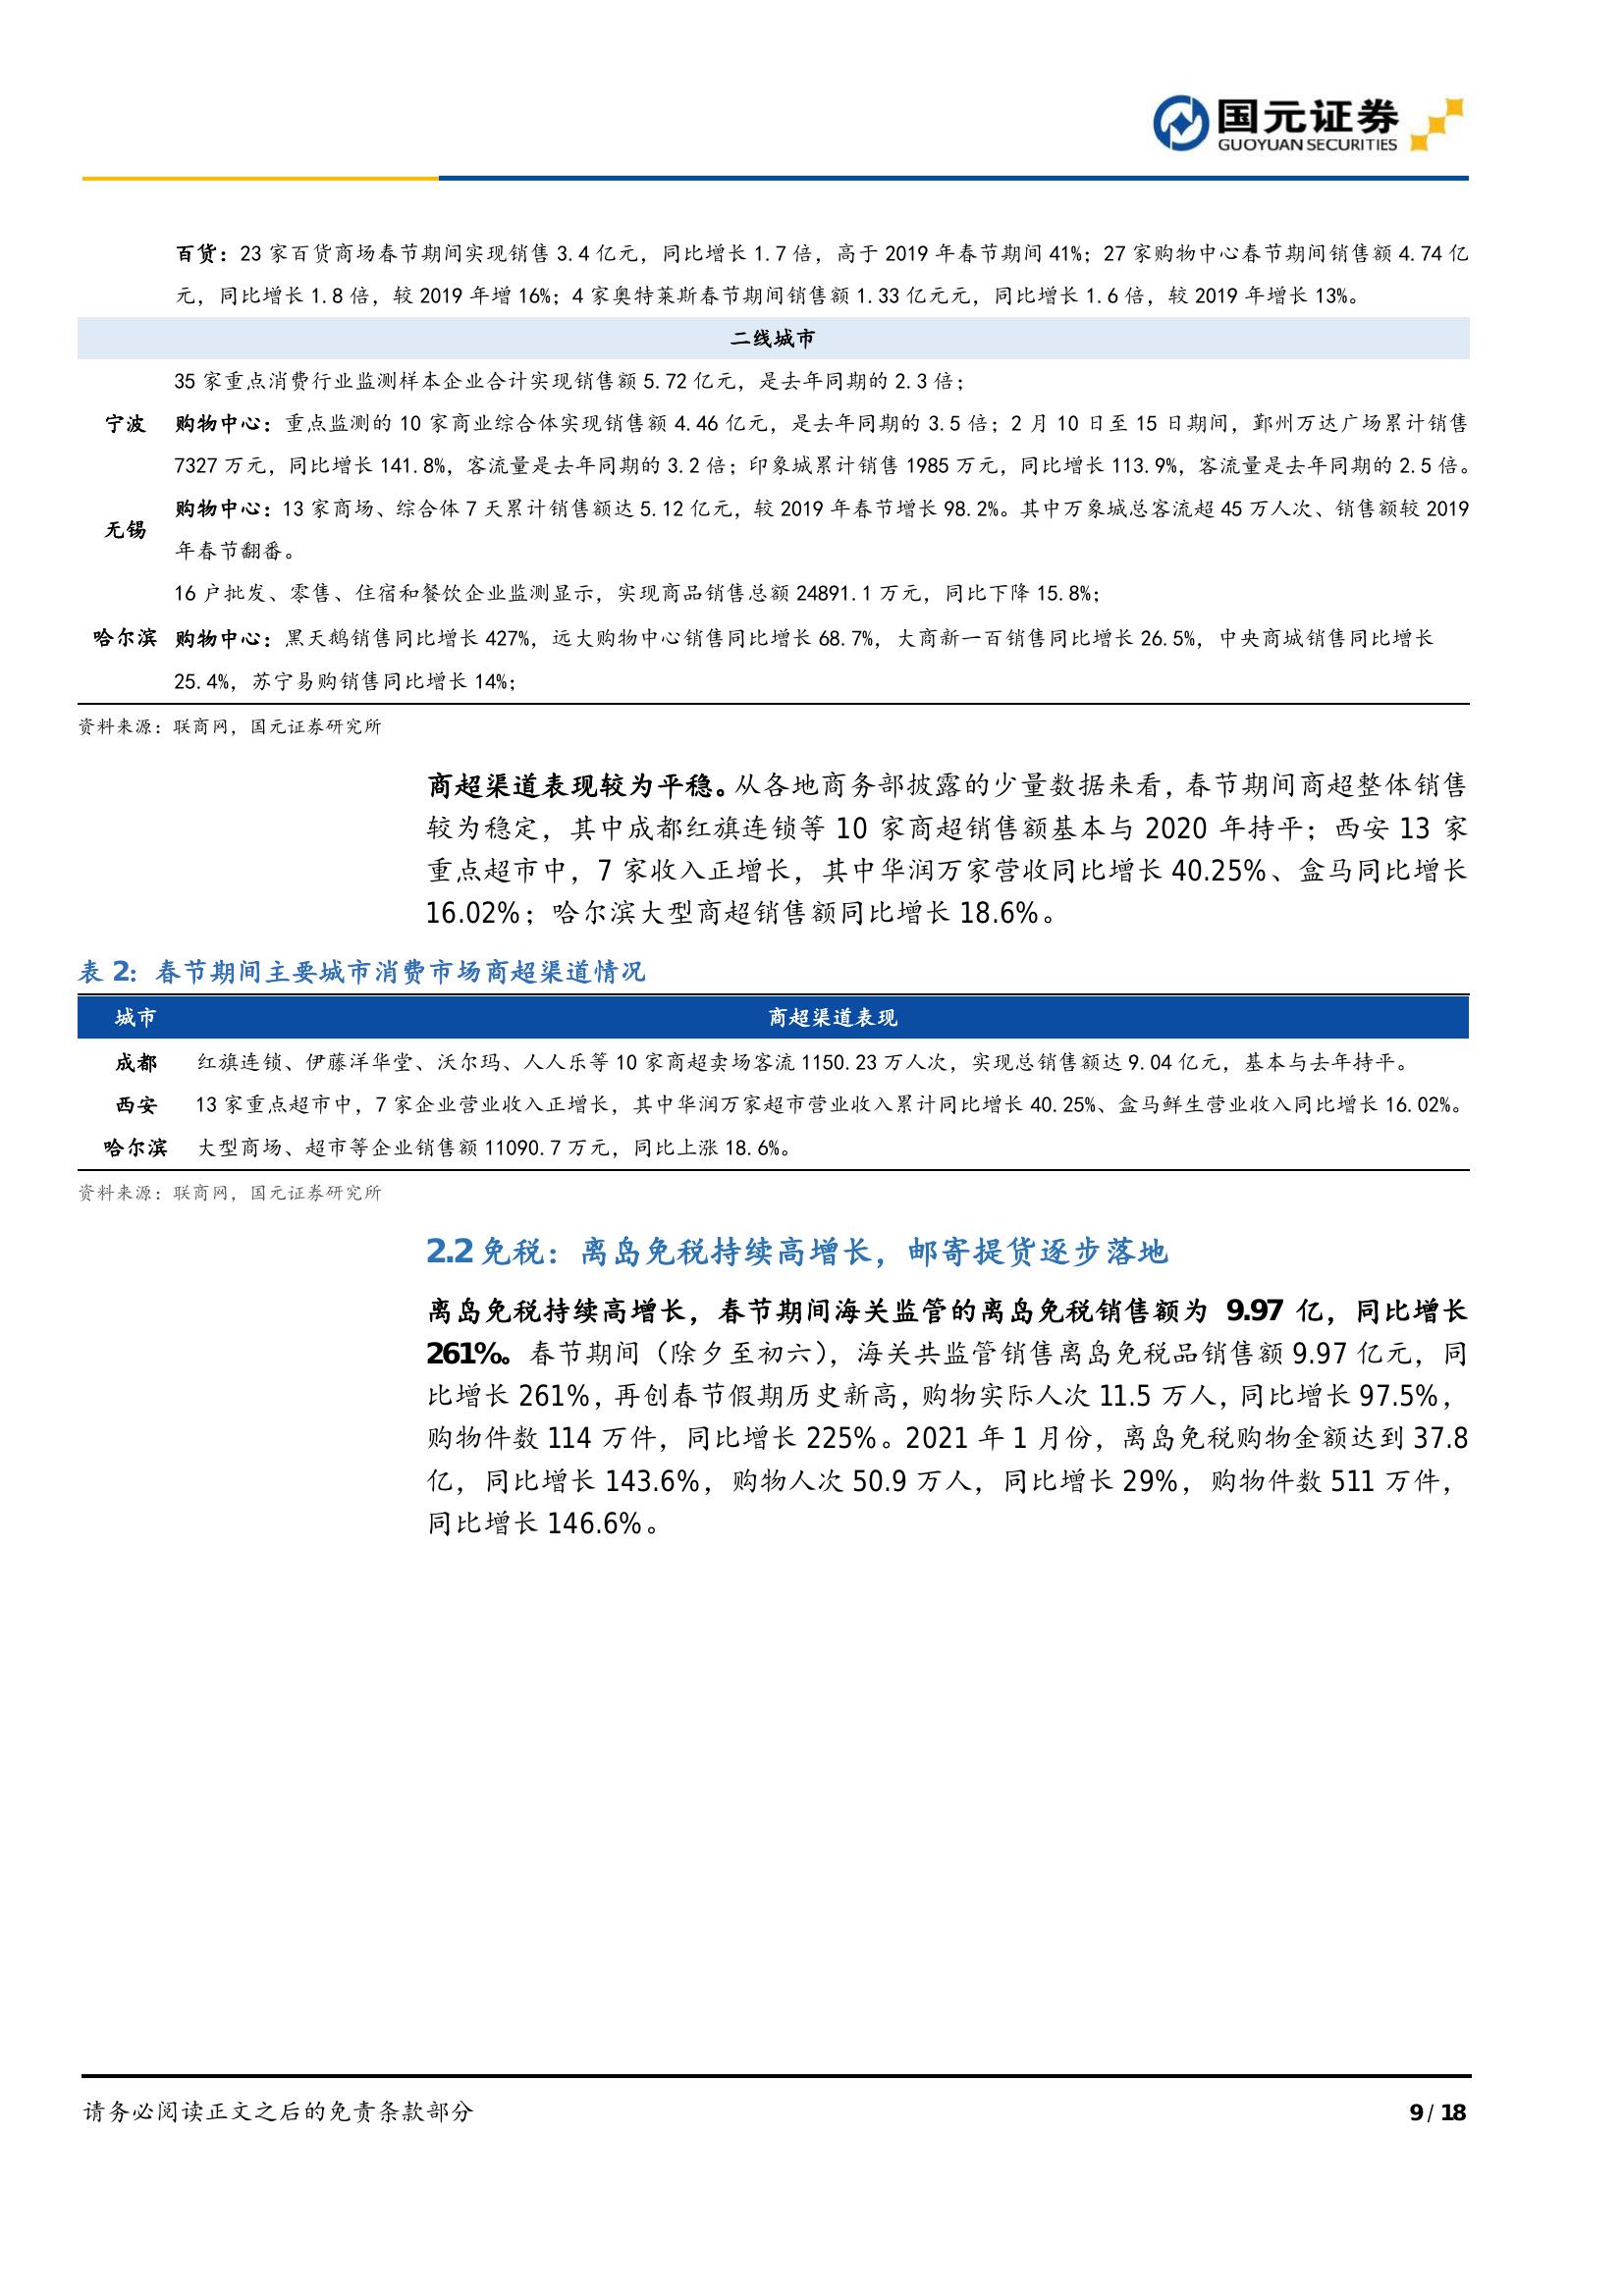 国元证券
GUOYUAN SECURITIES
百货：23 家百货商场春节期间实现销售 3.4 亿元，同比增长 1.7 倍，高于 2019 年春节期间 41%；27 家购物中心春节期间销售额 4.74 亿
元，同比增长 1.8 倍，较 2019 年增 16%；4 家奥特莱斯春节期间销售额 1.33 亿元元，同比增长 1.6 倍，较 2019 年增长 13%。
二线城市
35 家重点消费行业监测样本企业合计实现销售额 5.72 亿元，是去年同期的 2.3 倍；
宁波 购物中心：重点监测的 10 家商业综合体实现销售额 4.46 亿元，是去年同期的 3.5 倍；2 月 10 日至 15 日期间，鄞州万达广场累计销售
7327 万元，同比增长 141.8%，客流量是去年同期的 3.2 倍；印象城累计销售 1985 万元，同比增长 113.9%，客流量是去年同期的 2.5 倍。
无锡
购物中心：13 家商场、综合体 7 天累计销售额达 5.12 亿元，较 2019 年春节增长 98.2%。其中万象城总客流超 45 万人次、销售额较 2019
年春节翻番。
16 户批发、零售、住宿和餐饮企业监测显示，实现商品销售总额 24891.1 万元，同比下降 15.8%；
哈尔滨 购物中心：黑天鹅销售同比增长 427%，远大购物中心销售同比增长 68.7%，大商新一百销售同比增长 26.5%，中央商城销售同比增长
25.4%，苏宁易购销售同比增长 14%；
资料来源：联商网，国元证券研究所
商超渠道表现较为平稳。从各地商务部披露的少量数据来看，春节期间商超整体销售
较为稳定，其中成都红旗连锁等 10 家商超销售额基本与 2020 年持平；西安 13 家
重点超市中，7 家收入正增长，其中华润万家营收同比增长 40.25%、盒马同比增长
16.02%；哈尔滨大型商超销售额同比增长 18.6%。
表 2：春节期间主要城市消费市场商超渠道情况
城市 商超渠道表现
成都 红旗连锁、伊藤洋华堂、沃尔玛、人人乐等 10 家商超卖场客流 1150.23 万人次，实现总销售额达 9.04 亿元，基本与去年持平。
西安 13 家重点超市中，7 家企业营业收入正增长，其中华润万家超市营业收入累计同比增长 40.25%、盒马鲜生营业收入同比增长 16.02%。
哈尔滨 大型商场、超市等企业销售额 11090.7 万元，同比上涨 18.6%。
资料来源：联商网，国元证券研究所
2.2 免税：离岛免税持续高增长，邮寄提货逐步落地
离岛免税持续高增长，春节期间海关监管的离岛免税销售额为 9.97 亿，同比增长
261%。春节期间（除夕至初六），海关共监管销售离岛免税品销售额 9.97 亿元，同
比增长 261%，再创春节假期历史新高，购物实际人次 11.5 万人，同比增长 97.5%，
购物件数 114 万件，同比增长 225%。2021 年 1 月份，离岛免税购物金额达到 37.8
亿，同比增长 143.6%，购物人次 50.9 万人，同比增长 29%，购物件数 511 万件，
同比增长 146.6%。
请务必阅读正文之后的免责条款部分 9 / 18